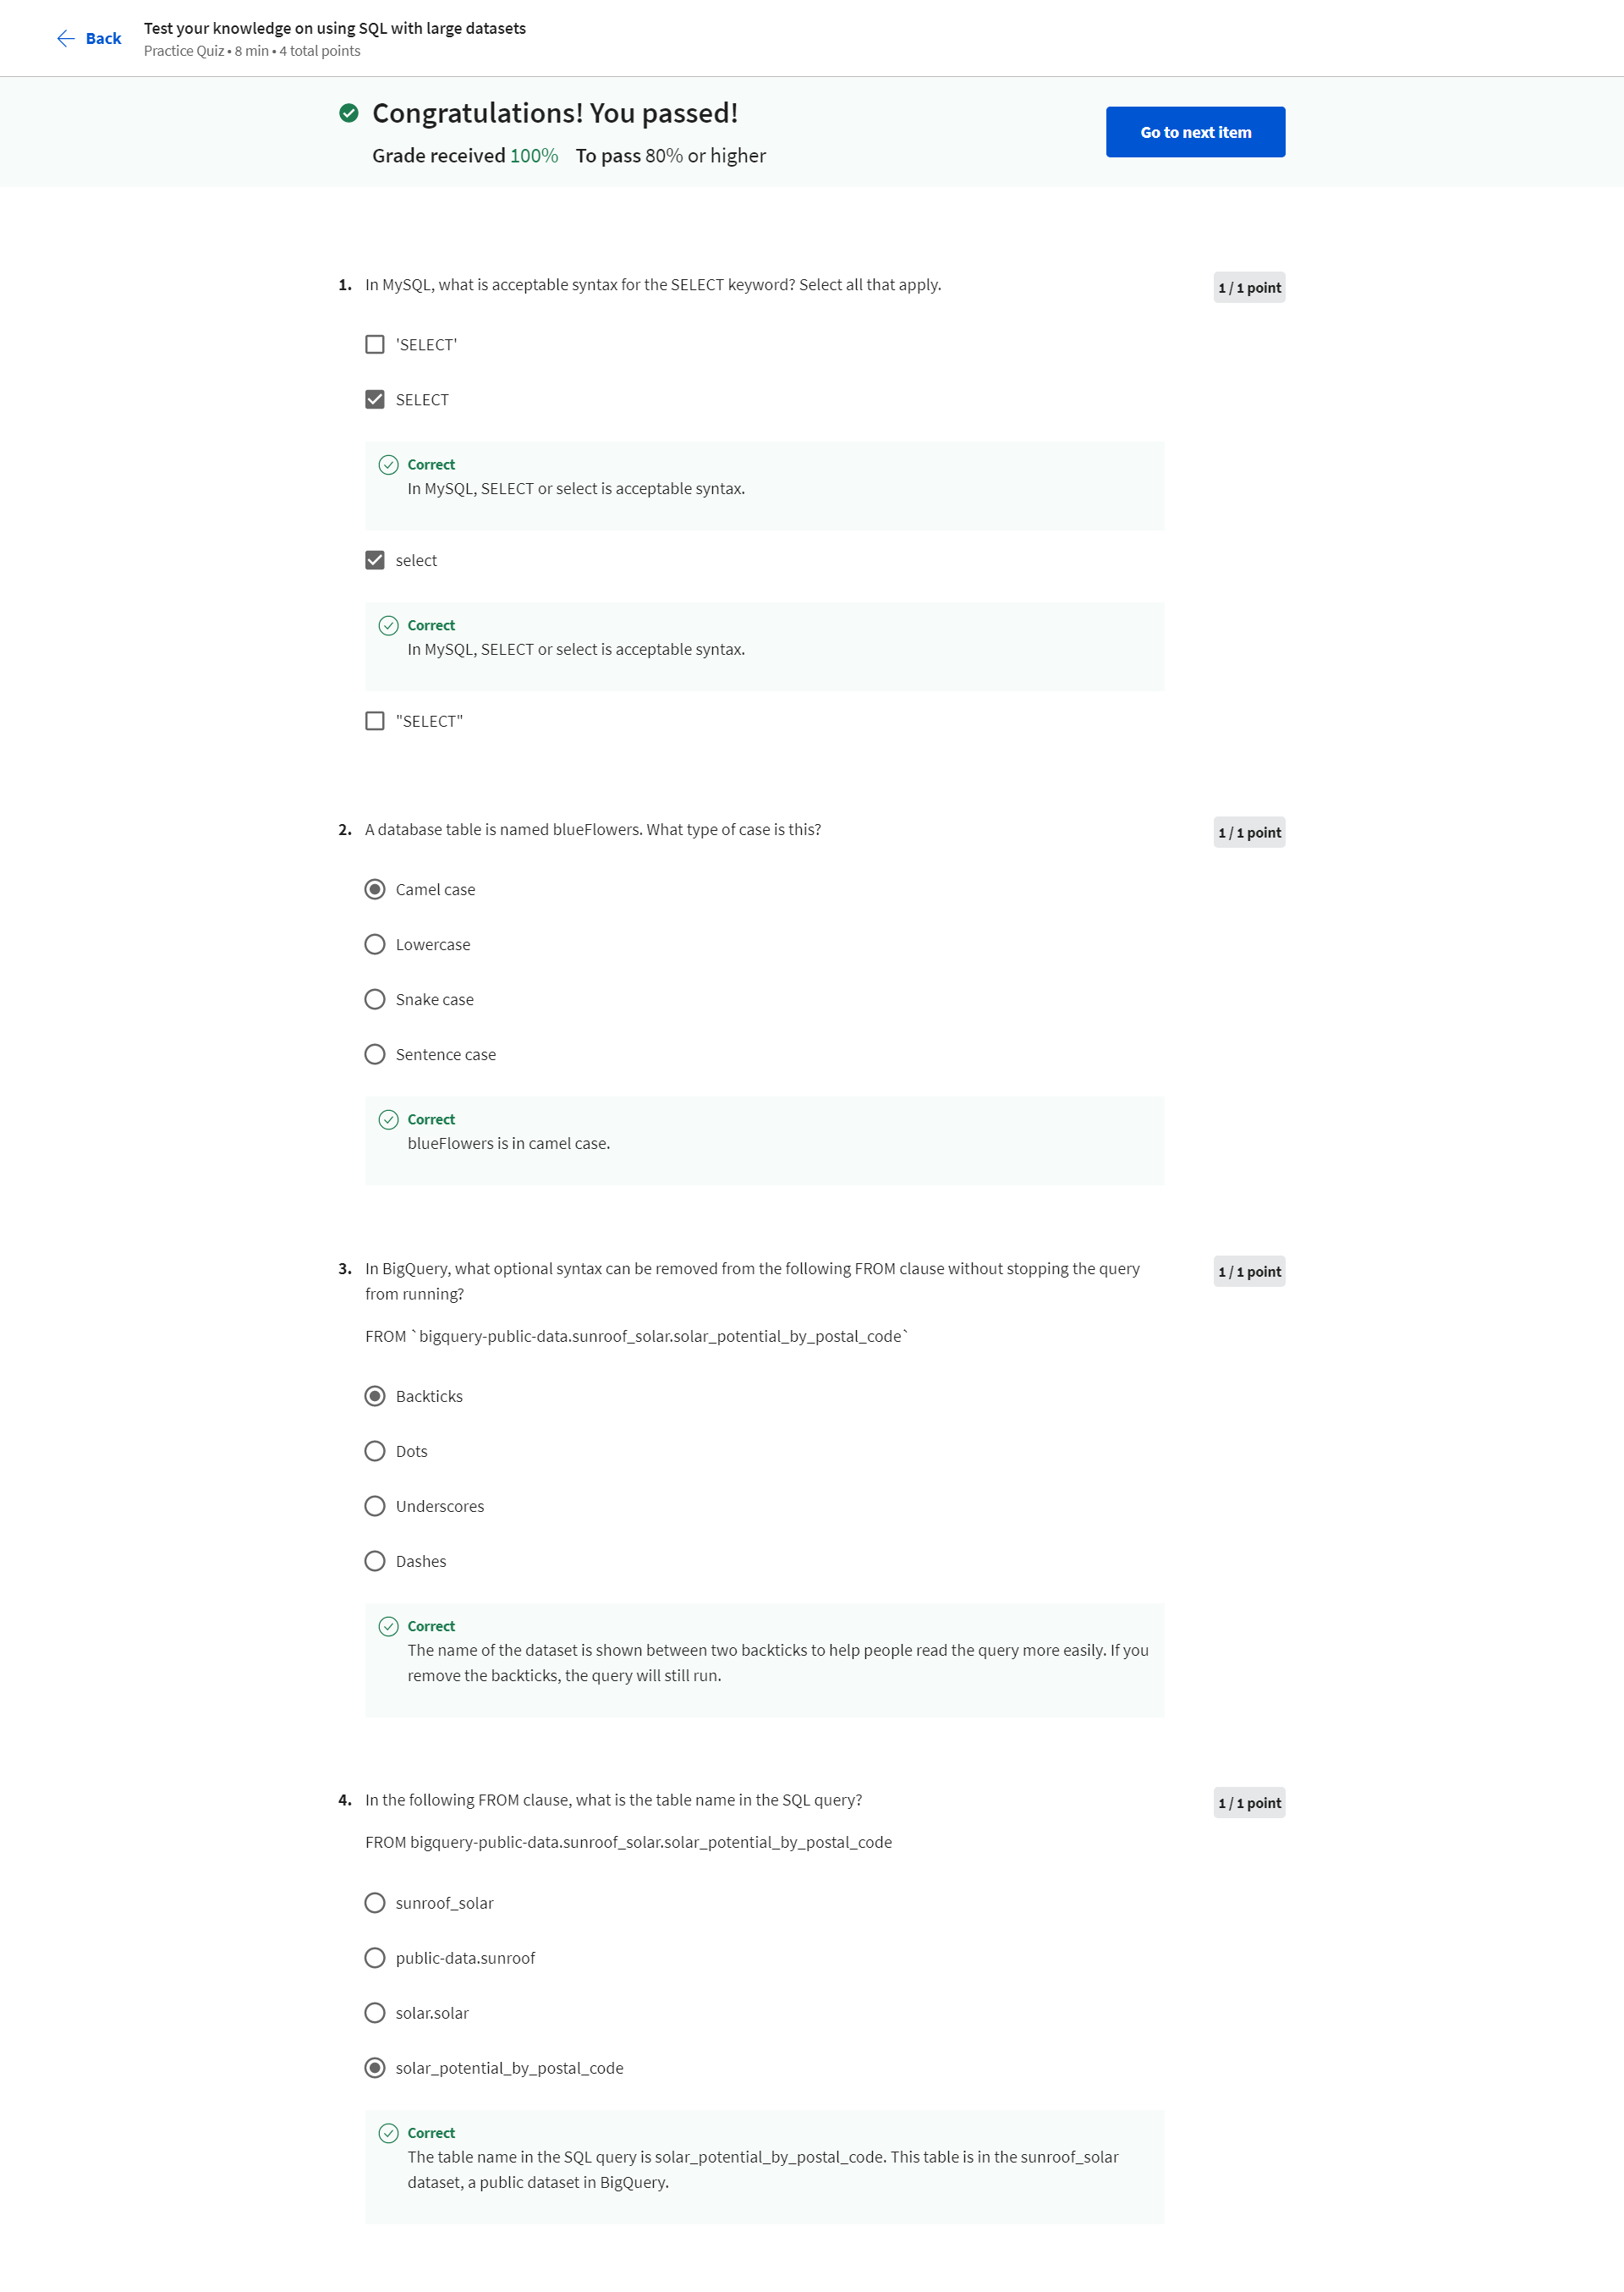 Back
Test your knowledge on using SQL with large datasets
Practice Quiz • 8 min • 4 total points
Congratulations! You passed!
Grade received 100% To pass 80% or higher
Go to next item
1. In MySQL, what is acceptable syntax for the SELECT keyword? Select all that apply.
1 / 1 point
'SELECT'
SELECT
Correct
In MySQL, SELECT or select is acceptable syntax.
select
Correct
In MySQL, SELECT or select is acceptable syntax.
"SELECT"
2. A database table is named blueFlowers. What type of case is this?
1 / 1 point
Camel case
Lowercase
Snake case
Sentence case
Correct
blueFlowers is in camel case.
3. In BigQuery, what optional syntax can be removed from the following FROM clause without stopping the query
from running?
1 / 1 point
FROM `bigquery-public-data.sunroof_solar.solar_potential_by_postal_code`
Backticks
Dots
Underscores
Dashes
Correct
The name of the dataset is shown between two backticks to help people read the query more easily. If you
remove the backticks, the query will still run.
4. In the following FROM clause, what is the table name in the SQL query?
1 / 1 point
FROM bigquery-public-data.sunroof_solar.solar_potential_by_postal_code
sunroof_solar
public-data.sunroof
solar.solar
solar_potential_by_postal_code
Correct
The table name in the SQL query is solar_potential_by_postal_code. This table is in the sunroof_solar
dataset, a public dataset in BigQuery.